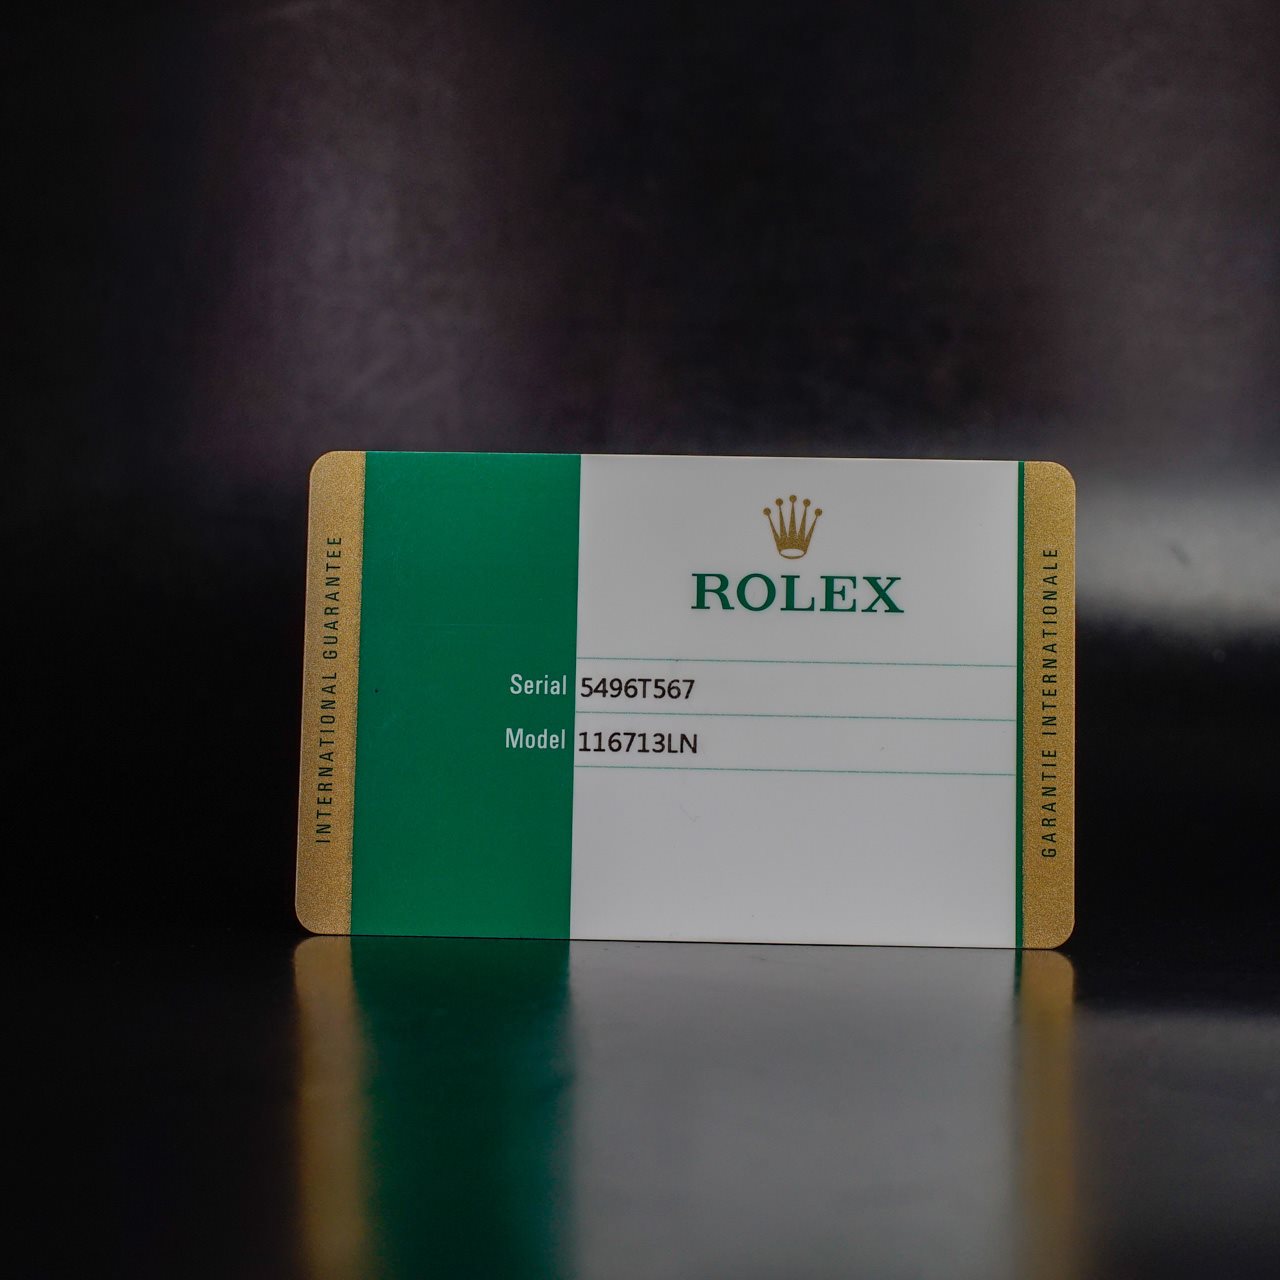 INTERNATIONAL GUARANTEE
ROLEX
Serial 5496T567
Model 116713LN
GARANTIE INTERNATIONALE